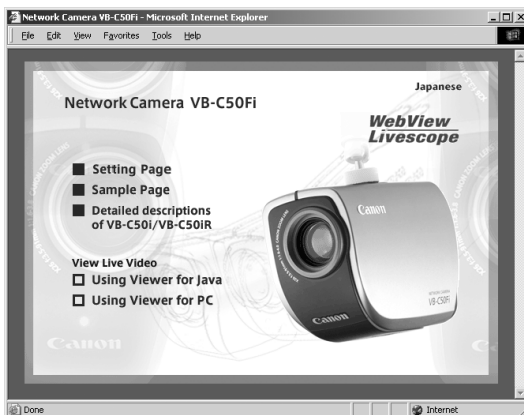 Network Camera VB-C50Fi - Microsoft Internet Explorer
File Edit View Favorites Tools Help
Japanese
Network Camera VB-C50Fi
WebView
Livescope
Setting Page
Sample Page
Detailed descriptions
of VB-C50i/VB-C50iR
View Live Video
Using Viewer for Java
Using Viewer for PC
Canon
NETWORK CAMERA
VB-C50Fi
Canon
Canon
Done
Internet